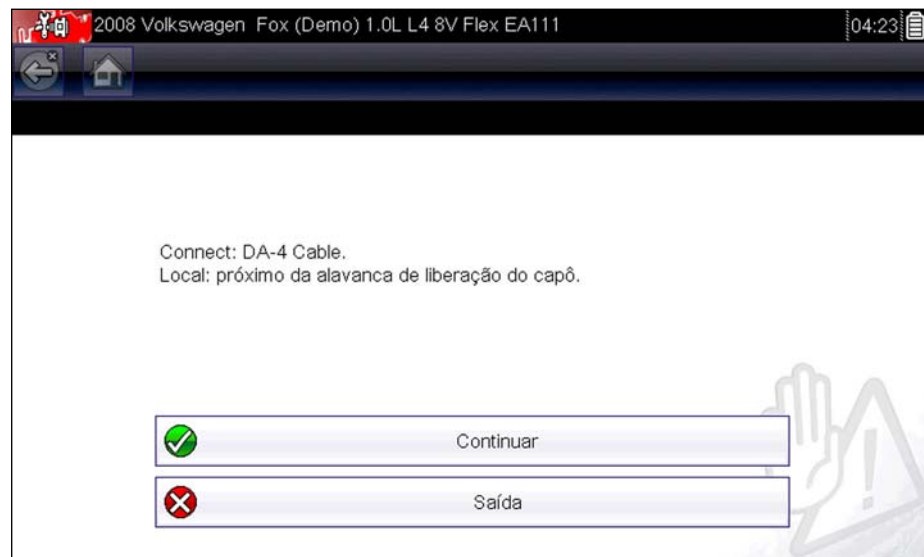 2008 Volkswagen  Fox (Demo) 1.0L L4 8V Flex EA111
04:23
Connect: DA-4 Cable.
Local: próximo da alavanca de liberação do capô.
Continuar
Saída